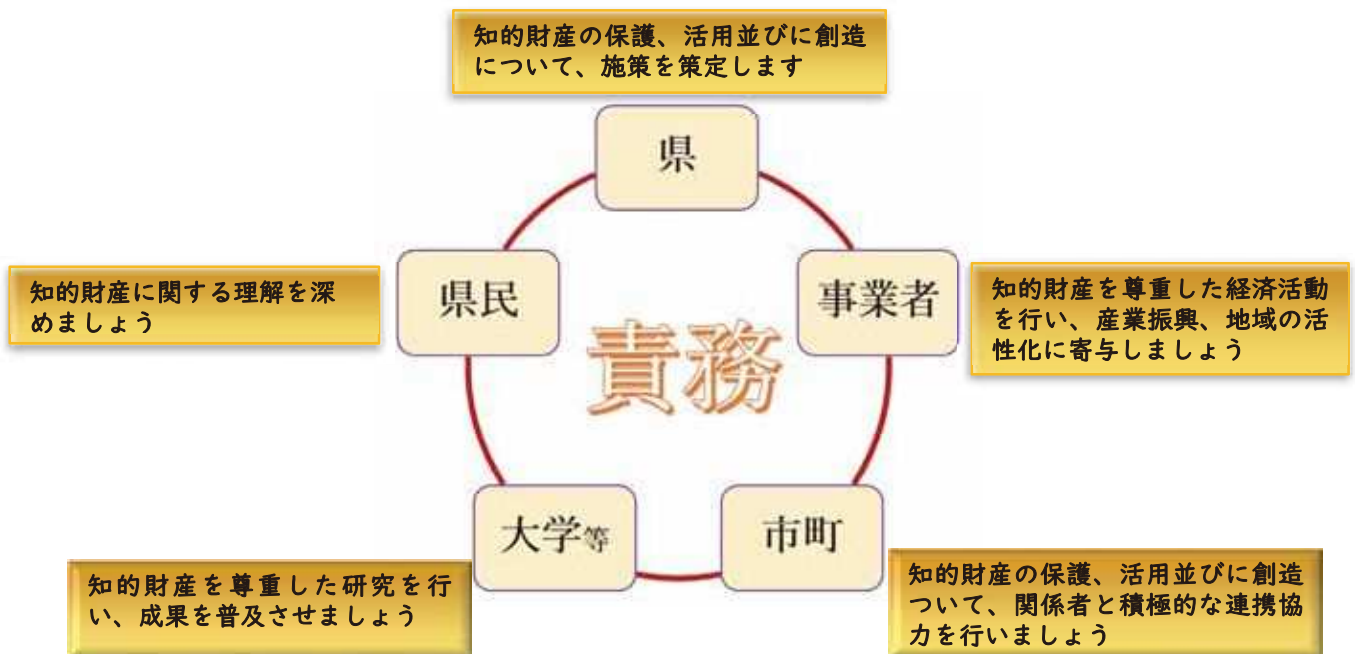 知的財産の保護、活用並びに創造
について、施策を策定します
県
県民
知的財産に関する理解を深
めましょう
事業者
知的財産を尊重した経済活動
を行い、産業振興、地域の活
性化に寄与しましょう
責務
大学等
知的財産を尊重した研究を行
い、成果を普及させましょう
市町
知的財産の保護、活用並びに創造
ついて、関係者と積極的な連携協
力を行いましょう